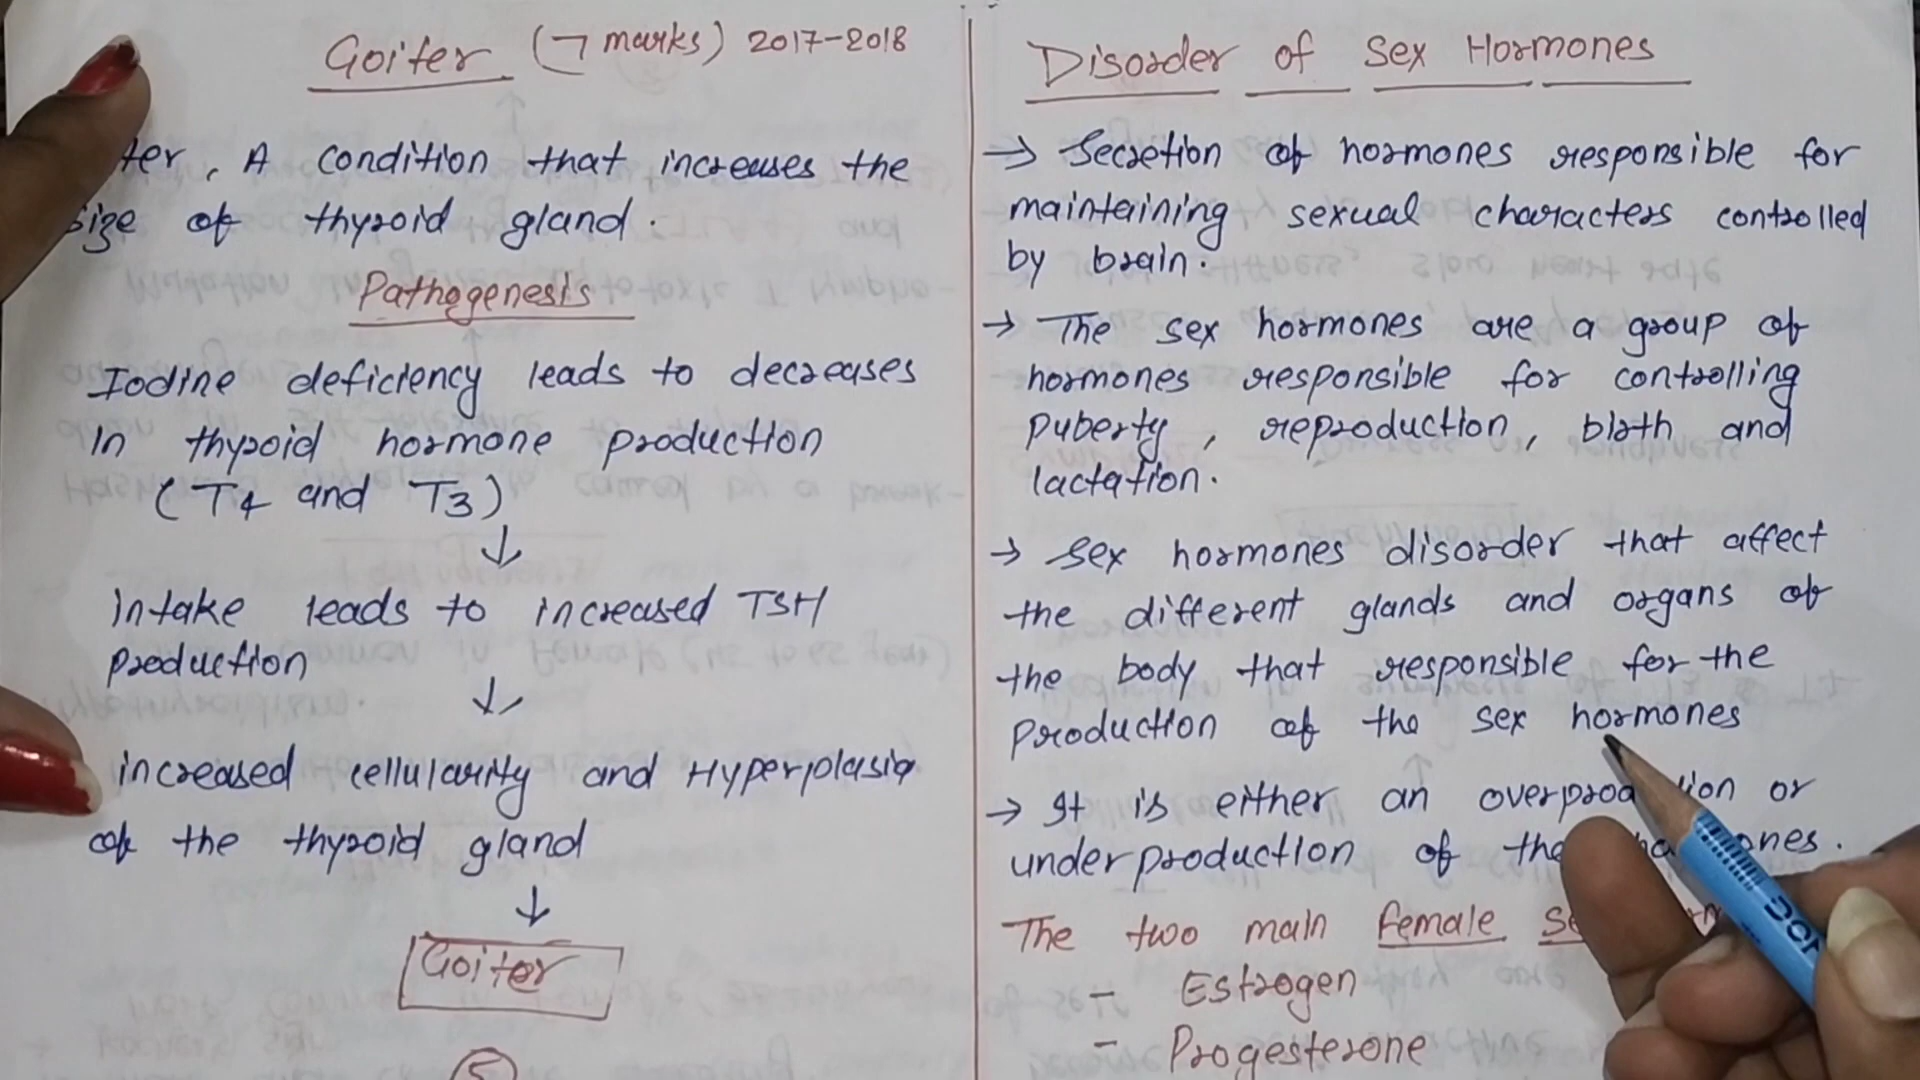 Goiter (7 marks) 2017-2018
ter, A condition that increases the
size of thyroid gland.
Pathogenesis
Iodine deficiency leads to decreases
in thyroid hormone production
(T4 and T3)
↓
Intake leads to increased TSH
production
↓
increased cellularity and Hyperplasia
of the thyroid gland
↓
Goiter
5
Disorder of Sex Hormones
→ Secretion of hormones responsible for
maintaining sexual characters controlled
by brain.
→ The sex hormones are a group of
hormones responsible for controlling
puberty, reproduction, birth and
lactation.
→ Sex hormones disorder that affect
the different glands and organs of
the body that responsible for the
production of the sex hormones
→ It is either an overprod tion or
underproduction of the ones.
The two main female
- Estrogen
- Progesterone